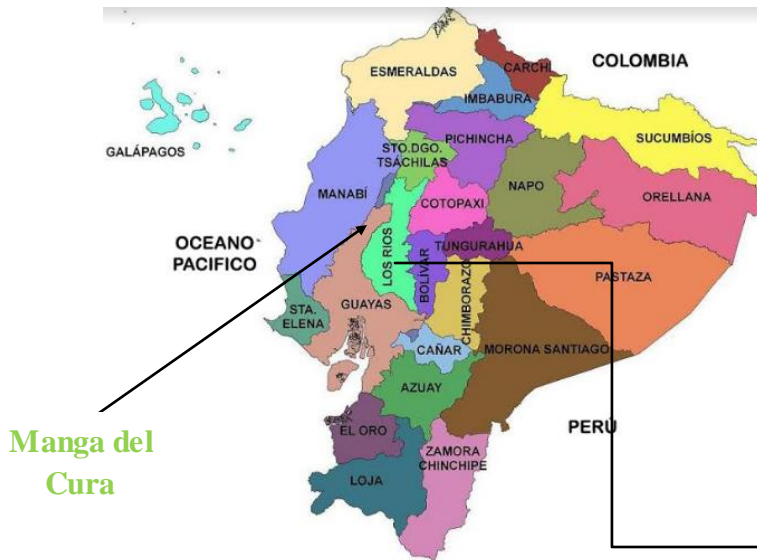 COLOMBIA
ESMERALDAS
CARCHI
IMBABURA
PICHINCHA
SUCUMBÍOS
GALÁPAGOS
STO.DGO.
TSÁCHILAS
MANABÍ
COTOPAXI
NAPO
ORELLANA
OCEANO
PACIFICO
LOS RIOS
BOLÍVAR
TUNGURAHUA
CHIMBORAZO
PASTAZA
STA.
ELENA
GUAYAS
CAÑAR
MORONA SANTIAGO
AZUAY
EL ORO
PERÚ
ZAMORA
CHINCHIPE
LOJA
Manga del
Cura